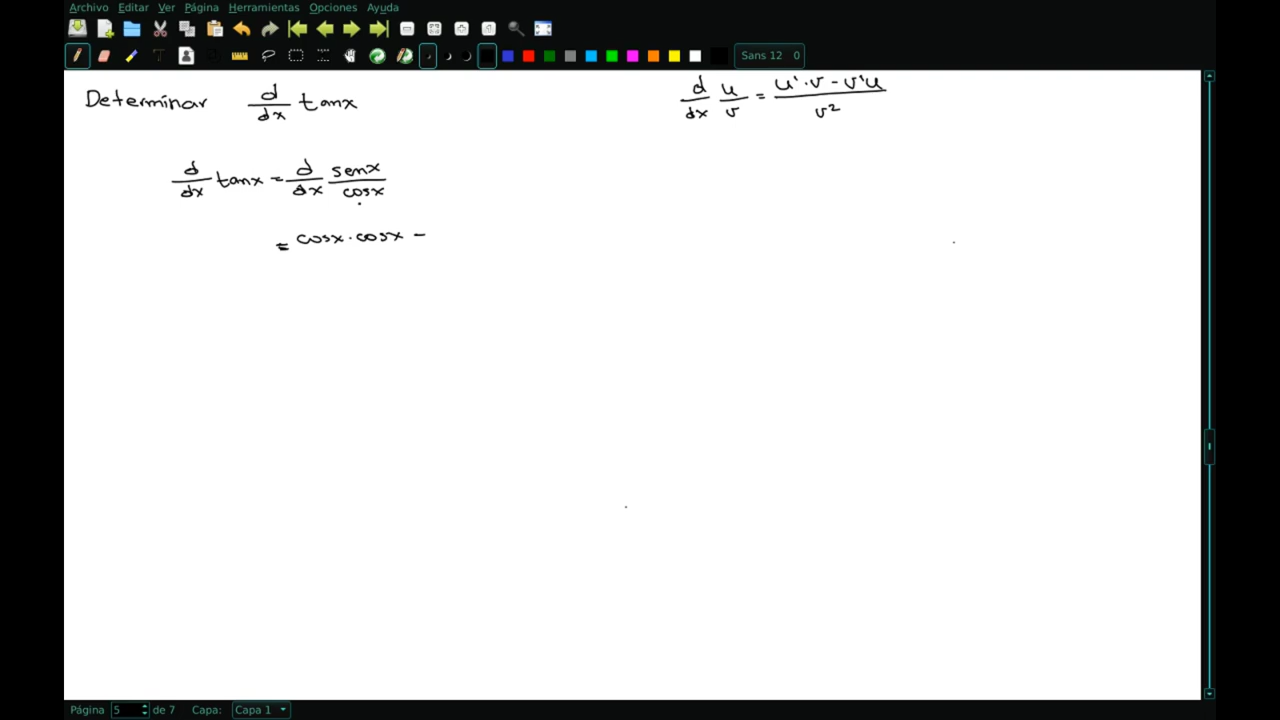 Archivo Editar Ver Página Herramientas Opciones Ayuda
Sans 12 0
Determinar d/dx tanx
d/dx u/v = u'·v - v'u / v²
d/dx tanx = d/dx senx/cosx
= cosx·cosx -
Página 5 de 7 Capa: Capa 1